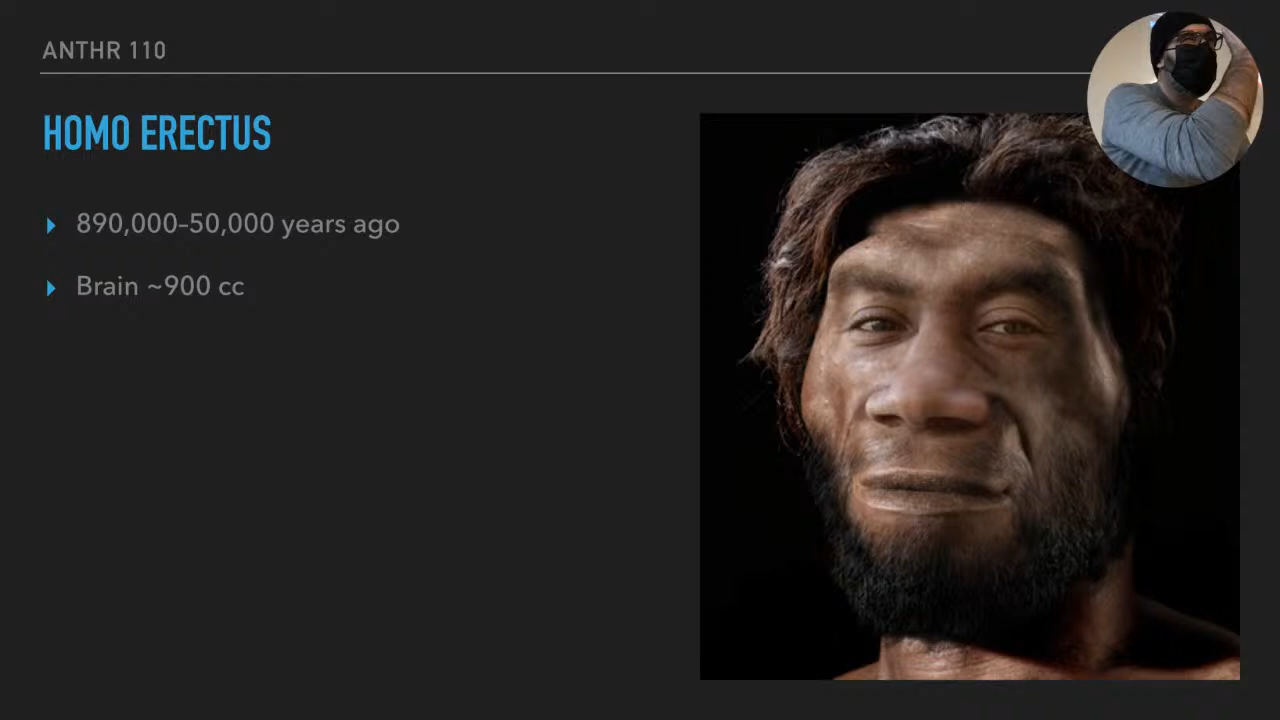 ANTHR 110
HOMO ERECTUS
890,000–50,000 years ago
Brain ~900 cc